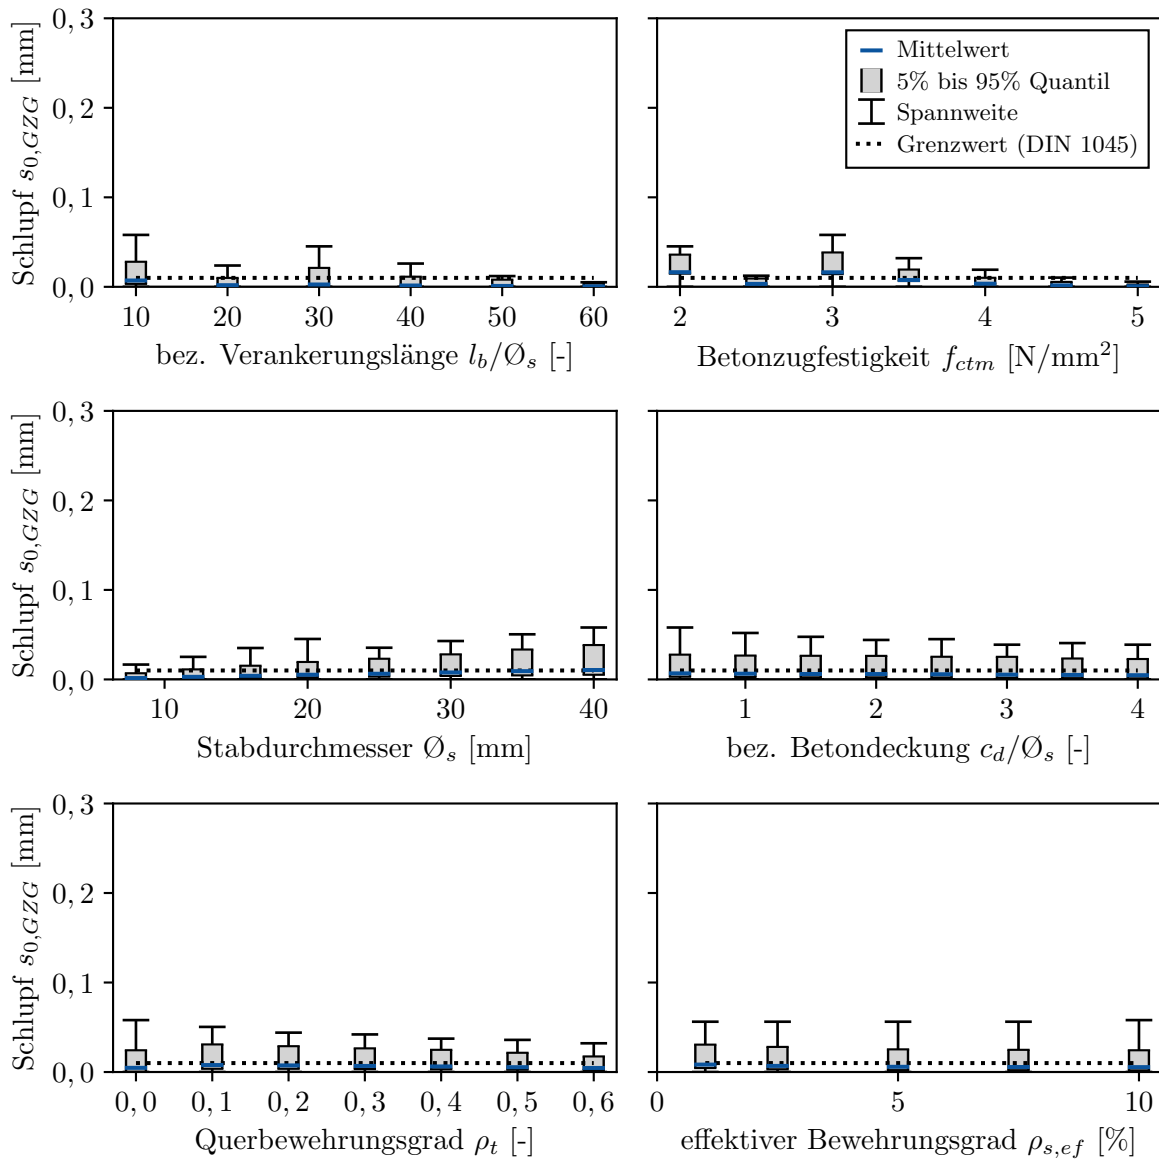 Schlupf s0,GZG [mm]
0,3
0,2
0,1
0,0
10 20 30 40 50 60
bez. Verankerungslänge lb/Øs [-]
Mittelwert
5% bis 95% Quantil
Spannweite
Grenzwert (DIN 1045)
2 3 4 5
Betonzugfestigkeit fctm [N/mm²]
Schlupf s0,GZG [mm]
0,3
0,2
0,1
0,0
10 20 30 40
Stabdurchmesser Øs [mm]
1 2 3 4
bez. Betondeckung cd/Øs [-]
Schlupf s0,GZG [mm]
0,3
0,2
0,1
0,0
0,0 0,1 0,2 0,3 0,4 0,5 0,6
Querbewehrungsgrad ρt [-]
0 5 10
effektiver Bewehrungsgrad ρs,ef [%]